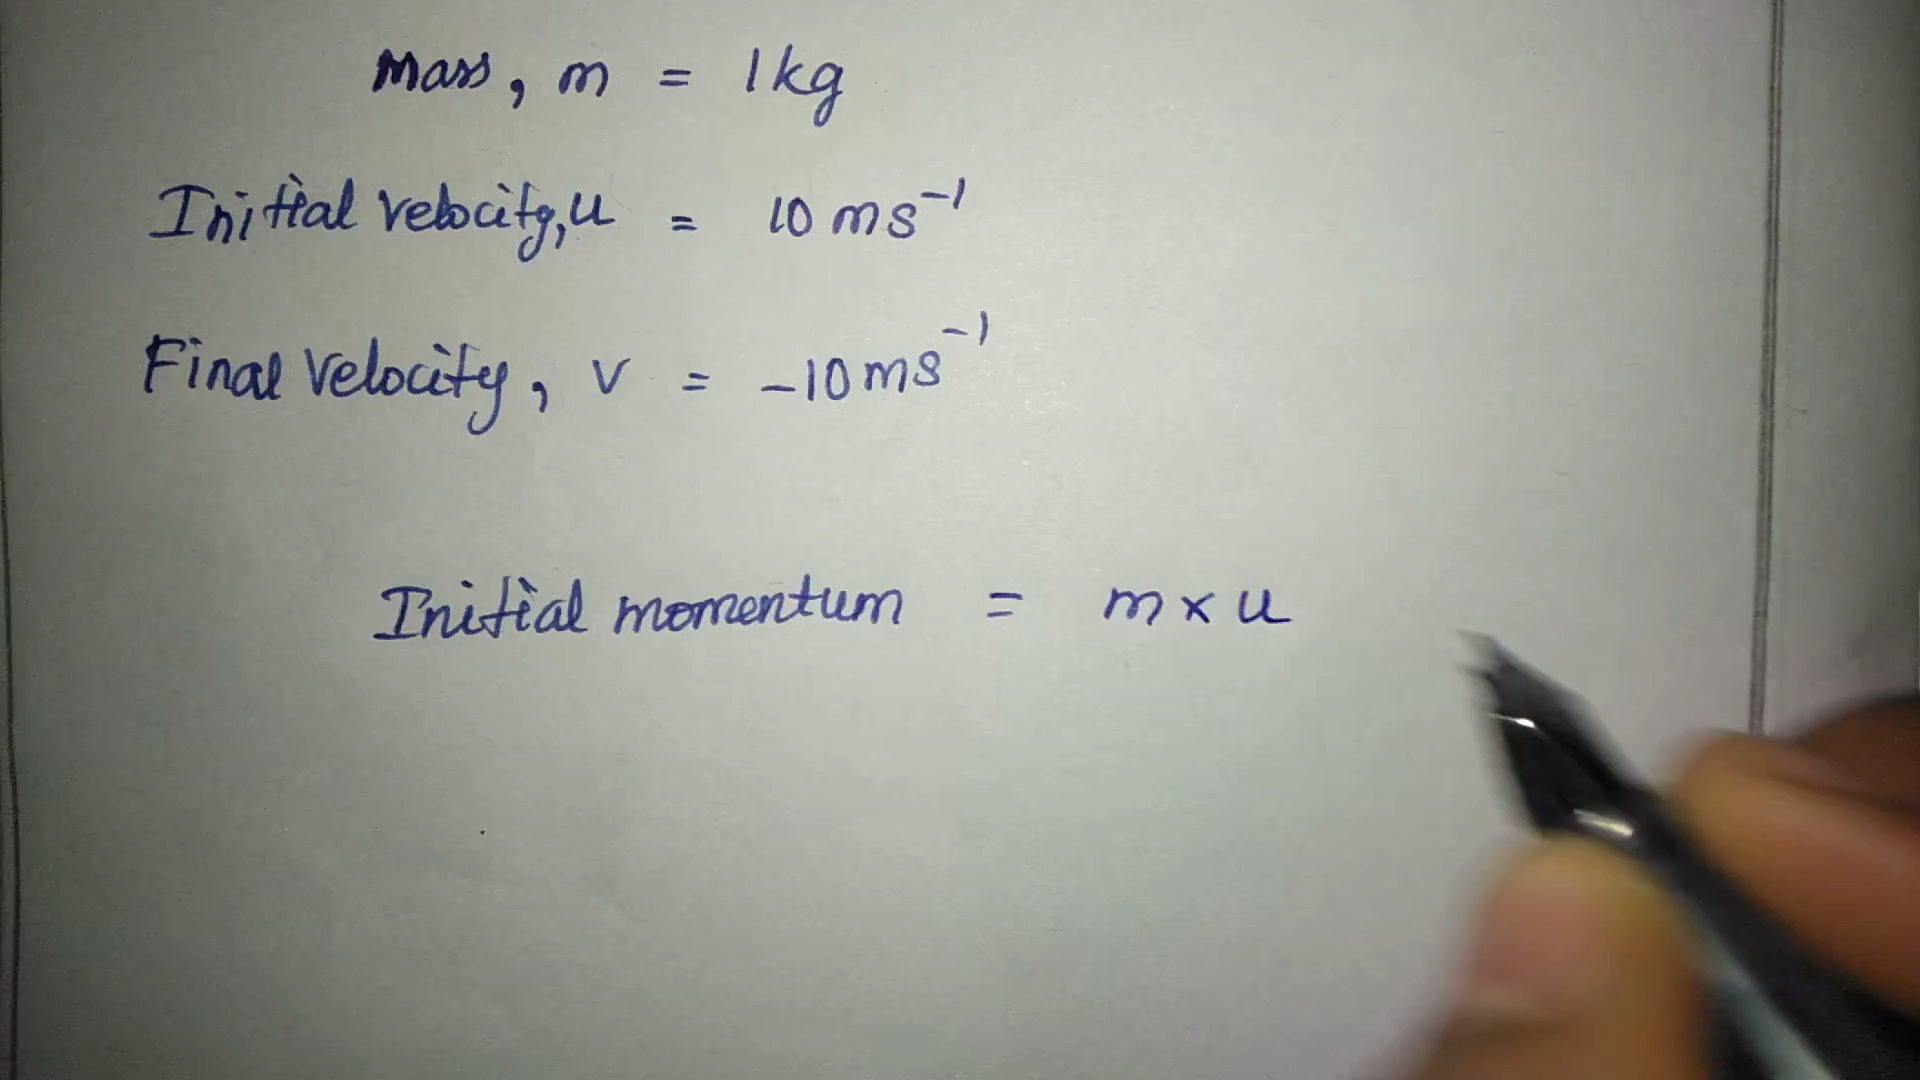 Mass, m = 1kg
Initial velocity, u = 10 ms⁻¹
Final velocity, v = -10 ms⁻¹
Initial momentum = m × u